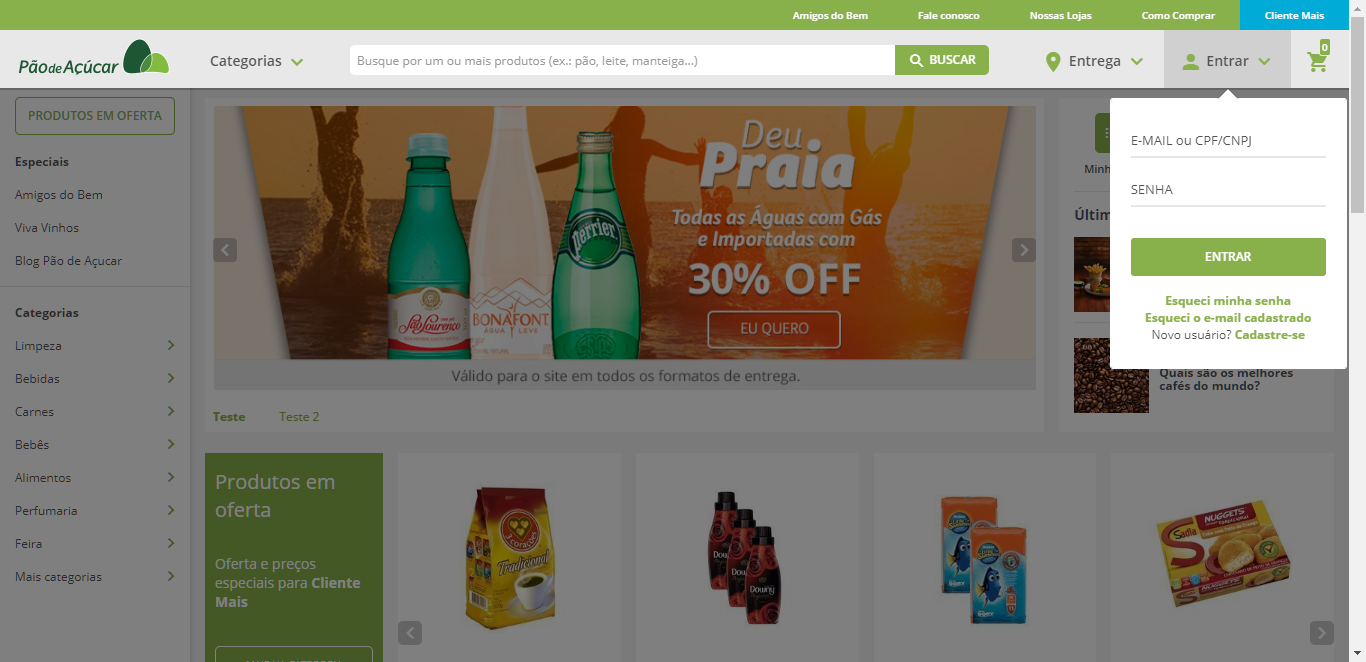 Amigos do Bem
Fale conosco
Nossas Lojas
Como Comprar
Cliente Mais
Pão de Açúcar
Categorias
Busque por um ou mais produtos (ex.: pão, leite, manteiga...)
BUSCAR
Entrega
Entrar
0
PRODUTOS EM OFERTA
Especiais
Amigos do Bem
Viva Vinhos
Blog Pão de Açucar
Categorias
Limpeza
Bebidas
Carnes
Bebês
Alimentos
Perfumaria
Feira
Mais categorias
Deu
Praia
Todas as Águas com Gás
e Importadas com
30% OFF
EU QUERO
São Lourenço
BONAFONT
ÁGUA LEVE
perrier
Válido para o site em todos os formatos de entrega.
Teste
Teste 2
Minh
Últim
Quais são os melhores
cafés do mundo?
E-MAIL ou CPF/CNPJ
SENHA
ENTRAR
Esqueci minha senha
Esqueci o e-mail cadastrado
Novo usuário? Cadastre-se
Produtos em
oferta
Oferta e preços
especiais para Cliente
Mais
3 CORAÇÕES
Tradicional
Downy
NUGGETS
Sadia